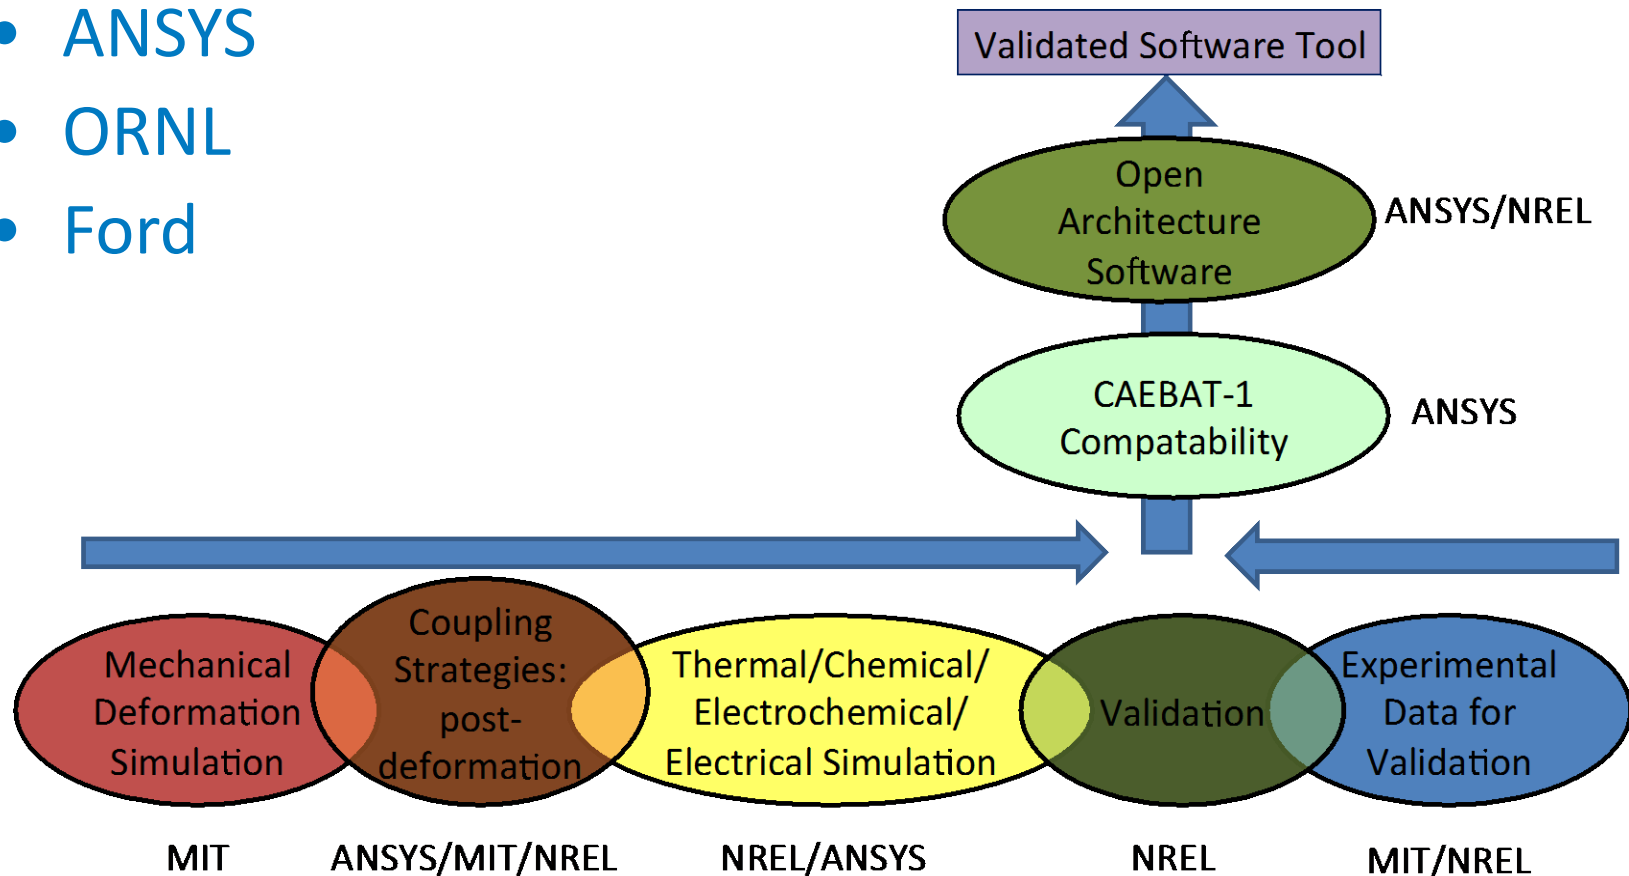 • ANSYS
• ORNL
• Ford
Validated Software Tool
Open
Architecture
Software
ANSYS/NREL
CAEBAT-1
Compatability
ANSYS
Mechanical
Deformation
Simulation
Coupling
Strategies:
post-
deformation
Thermal/Chemical/
Electrochemical/
Electrical Simulation
Validation
Experimental
Data for
Validation
MIT
ANSYS/MIT/NREL
NREL/ANSYS
NREL
MIT/NREL